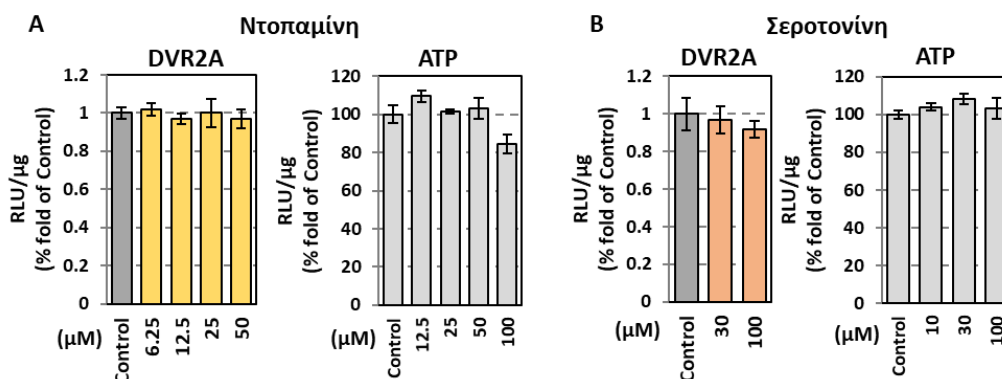 A Ντοπαμίνη
DVR2A
RLU/μg
(% fold of Control)
1.2
1
0.8
0.6
0.4
0.2
0
(μM)
Control
6.25
12.5
25
50
ATP
RLU/μg
(% fold of Control)
120
100
80
60
40
20
0
Control
12.5
25
50
100
B Σεροτονίνη
DVR2A
RLU/μg
(% fold of Control)
1.2
1
0.8
0.6
0.4
0.2
0
(μM)
Control
30
100
ATP
RLU/μg
(% fold of Control)
120
100
80
60
40
20
0
Control
10
30
100